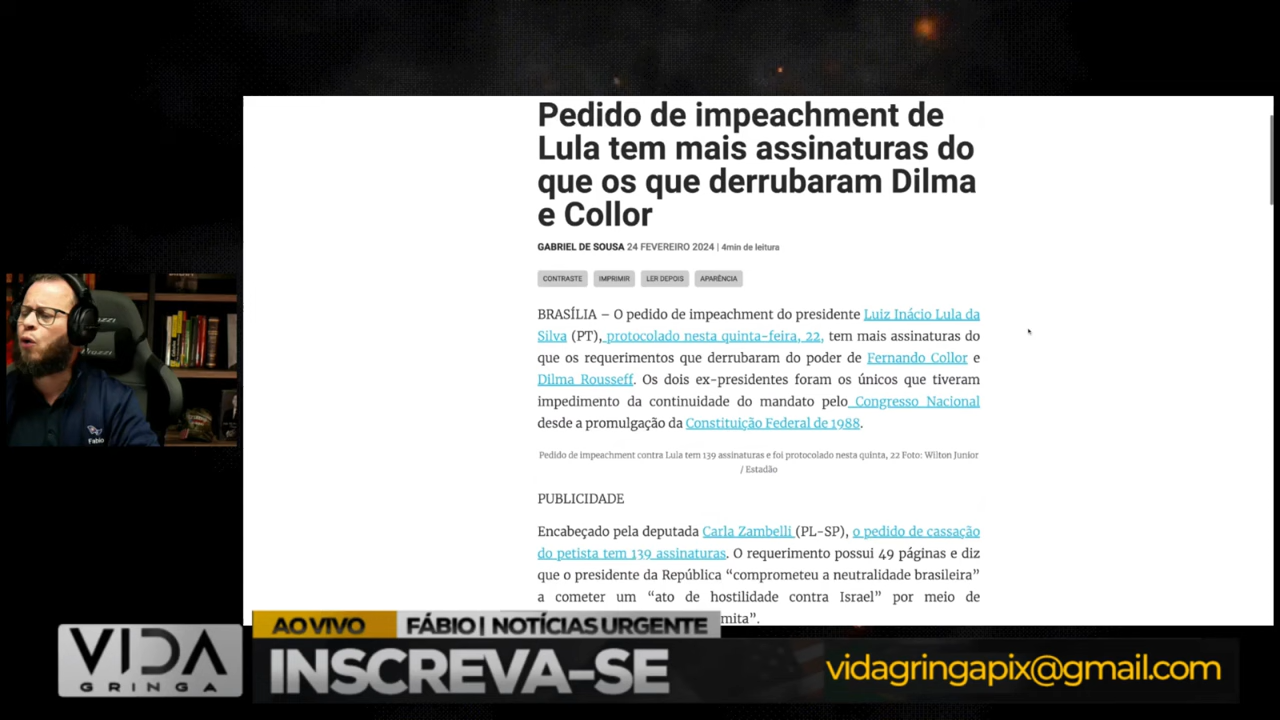 Pedido de impeachment de
Lula tem mais assinaturas do
que os que derrubaram Dilma
e Collor
GABRIEL DE SOUSA 24 FEVEREIRO 2024 | 4min de leitura
CONTRASTE IMPRIMIR LER DEPOIS APARÊNCIA
BRASÍLIA – O pedido de impeachment do presidente Luiz Inácio Lula da
Silva (PT), protocolado nesta quinta-feira, 22, tem mais assinaturas do
que os requerimentos que derrubaram do poder de Fernando Collor e
Dilma Rousseff. Os dois ex-presidentes foram os únicos que tiveram
impedimento da continuidade do mandato pelo Congresso Nacional
desde a promulgação da Constituição Federal de 1988.
Pedido de impeachment contra Lula tem 139 assinaturas e foi protocolado nesta quinta, 22 Foto: Wilton Junior
/ Estadão
PUBLICIDADE
Encabeçado pela deputada Carla Zambelli (PL-SP), o pedido de cassação
do petista tem 139 assinaturas. O requerimento possui 49 páginas e diz
que o presidente da República “comprometeu a neutralidade brasileira”
a cometer um “ato de hostilidade contra Israel” por meio de
mita”.
Fabio
AO VIVO FÁBIO | NOTÍCIAS URGENTE
VIDA
GRINGA
INSCREVA-SE
vidagringapix@gmail.com